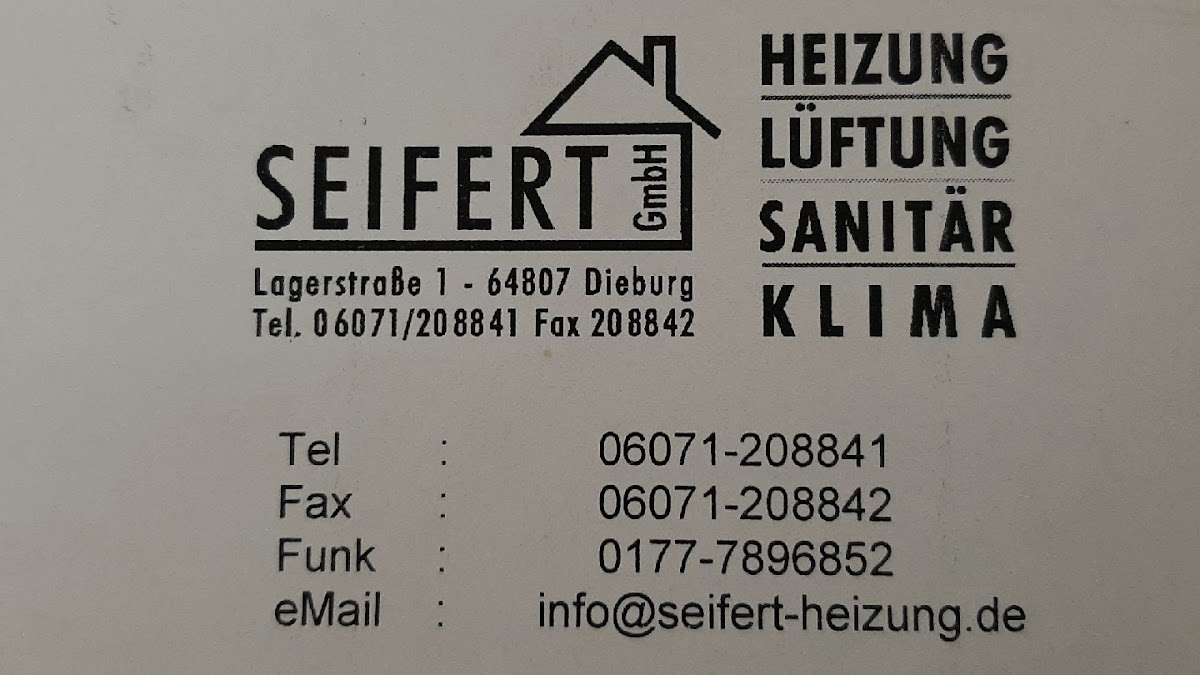 SEIFERT GmbH
Lagerstraße 1 - 64807 Dieburg
Tel. 06071/208841 Fax 208842
HEIZUNG
LÜFTUNG
SANITÄR
KLIMA
Tel : 06071-208841
Fax : 06071-208842
Funk : 0177-7896852
eMail : info@seifert-heizung.de